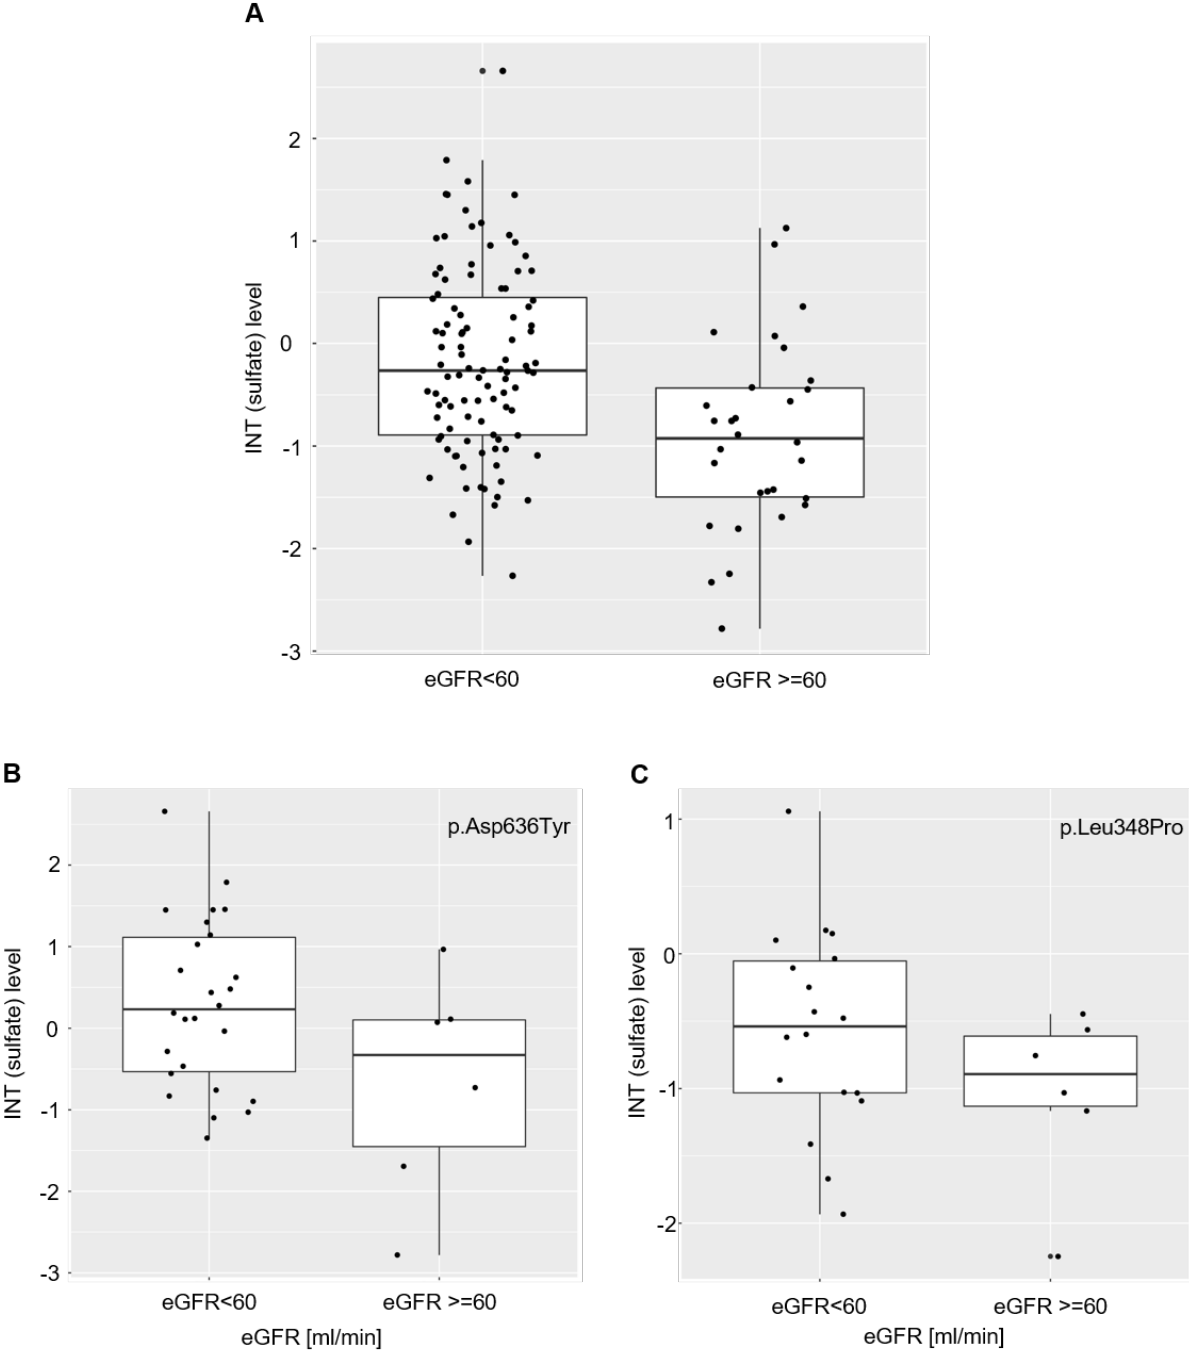 A
INT (sulfate) level
2
1
0
-1
-2
-3
eGFR<60
eGFR >=60
B
p.Asp636Tyr
INT (sulfate) level
2
1
0
-1
-2
-3
eGFR<60
eGFR >=60
eGFR [ml/min]
C
p.Leu348Pro
INT (sulfate) level
1
0
-1
-2
eGFR<60
eGFR >=60
eGFR [ml/min]